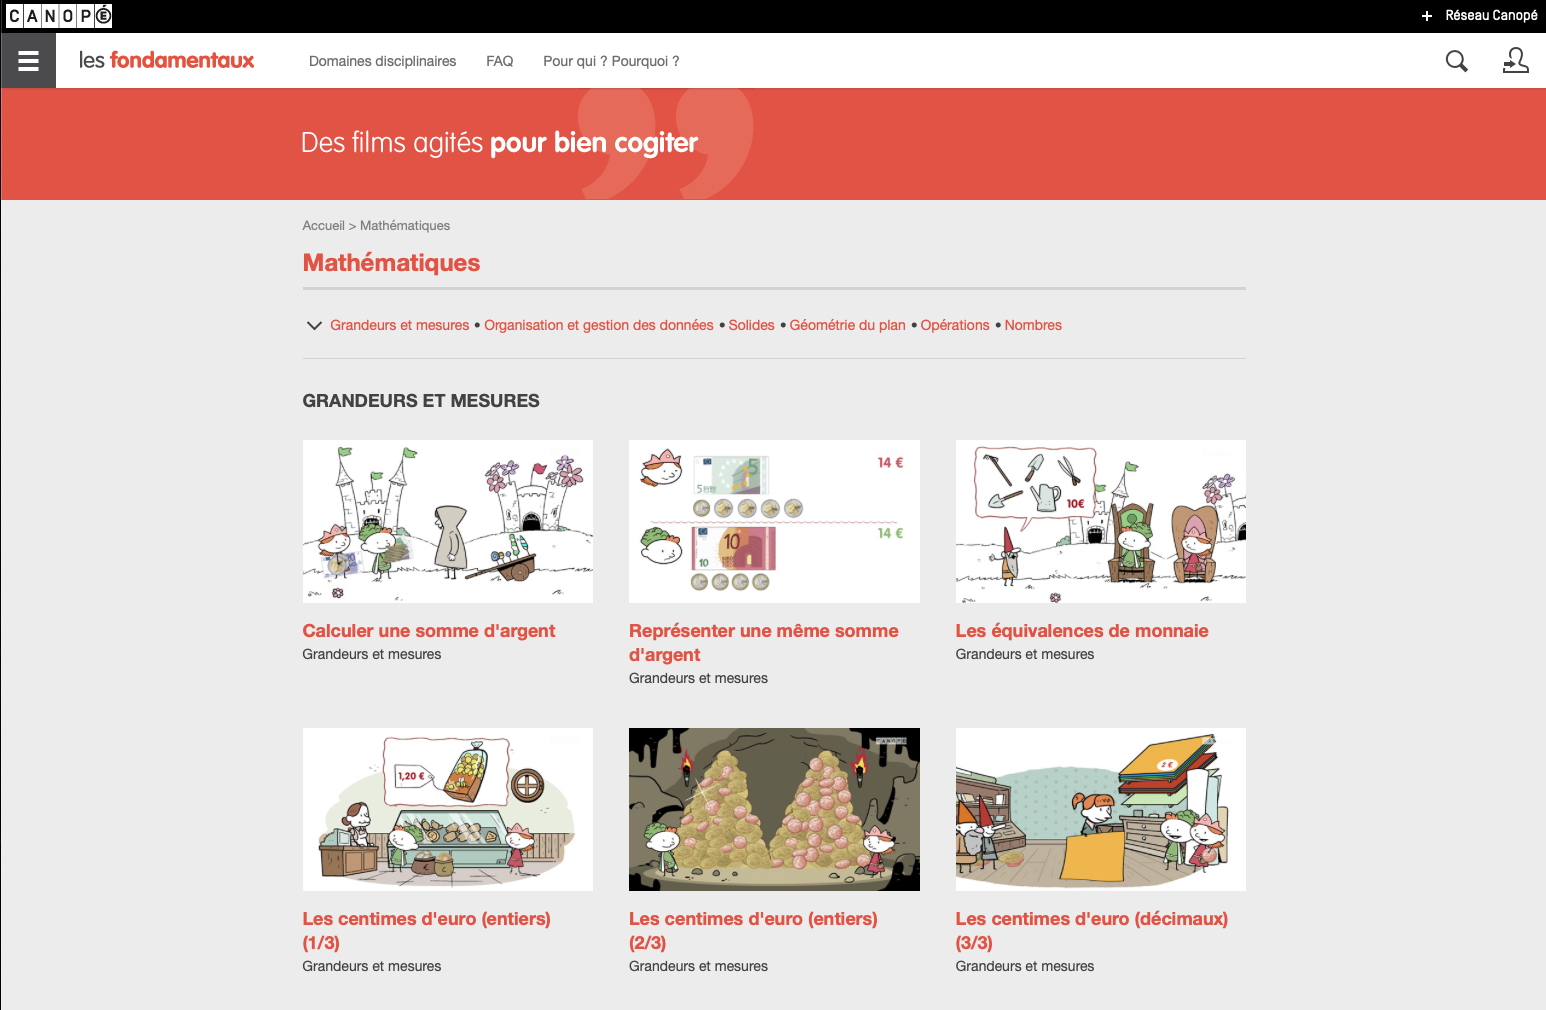 CANOPÉ
+ Réseau Canopé
les fondamentaux
Domaines disciplinaires
FAQ
Pour qui ? Pourquoi ?
Des films agités pour bien cogiter
Accueil > Mathématiques
Mathématiques
Grandeurs et mesures • Organisation et gestion des données • Solides • Géométrie du plan • Opérations • Nombres
GRANDEURS ET MESURES
5
14 €
5
10
14 €
10
10€
Calculer une somme d'argent
Grandeurs et mesures
Représenter une même somme
d'argent
Grandeurs et mesures
Les équivalences de monnaie
Grandeurs et mesures
1,20 €
CANOPÉ
2 €
Les centimes d'euro (entiers)
(1/3)
Grandeurs et mesures
Les centimes d'euro (entiers)
(2/3)
Grandeurs et mesures
Les centimes d'euro (décimaux)
(3/3)
Grandeurs et mesures